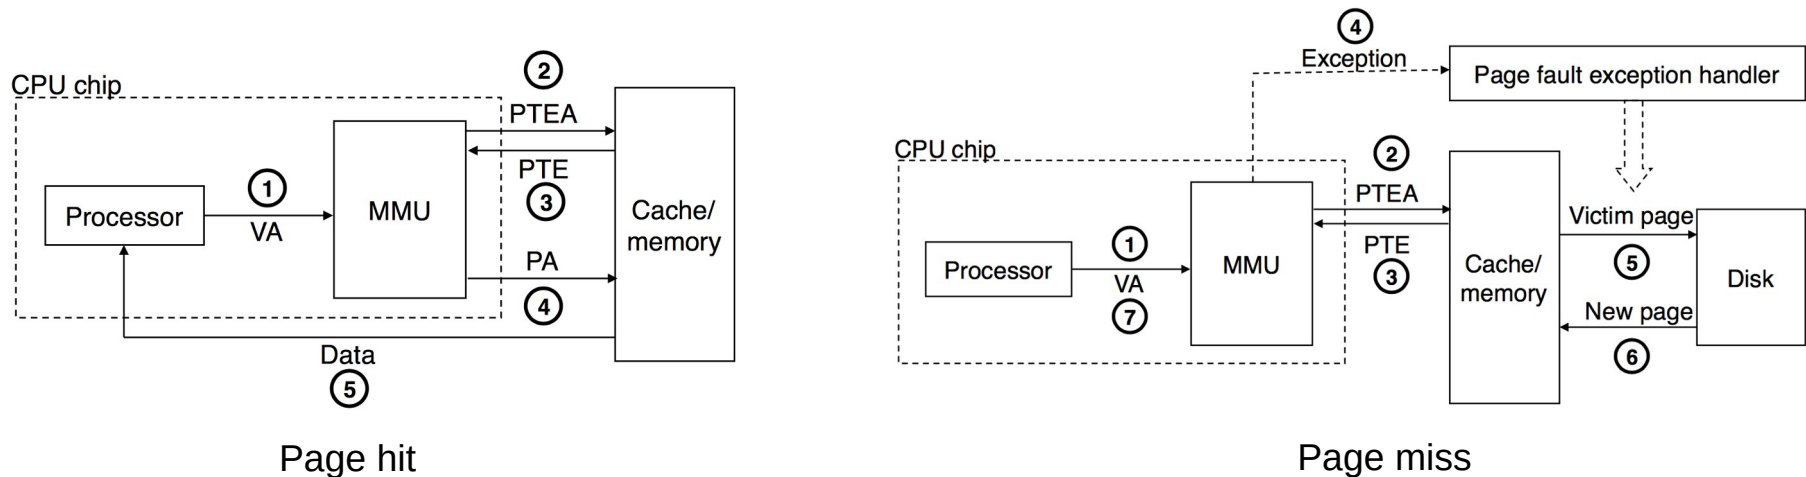 CPU chip
2
PTEA
PTE
3
1
Processor
VA
MMU
Cache/
memory
PA
4
Data
5
Page hit
4
Exception
Page fault exception handler
CPU chip
2
PTEA
PTE
3
1
Processor
VA
7
MMU
Cache/
memory
Victim page
5
Disk
New page
6
Page miss